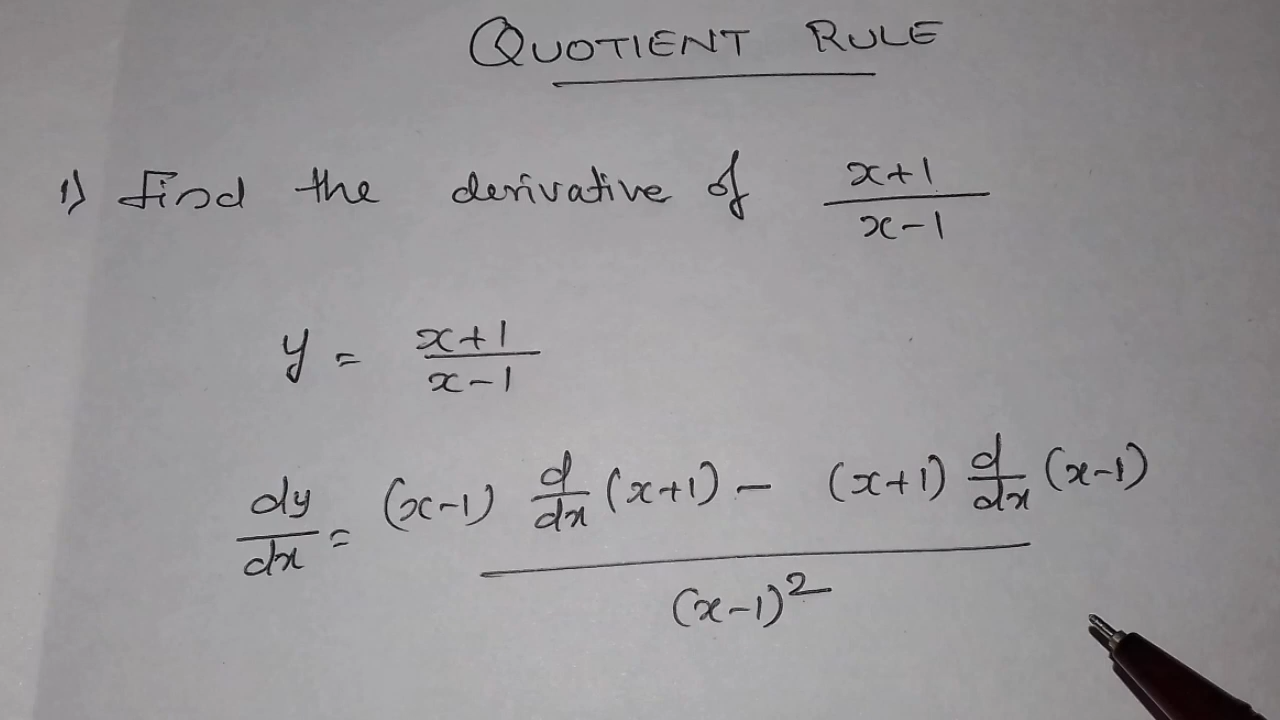 QUOTIENT RULE
1) Find the derivative of x+1 / x-1
y = x+1 / x-1
dy/dx = (x-1) d/dx (x+1) - (x+1) d/dx (x-1) / (x-1)²